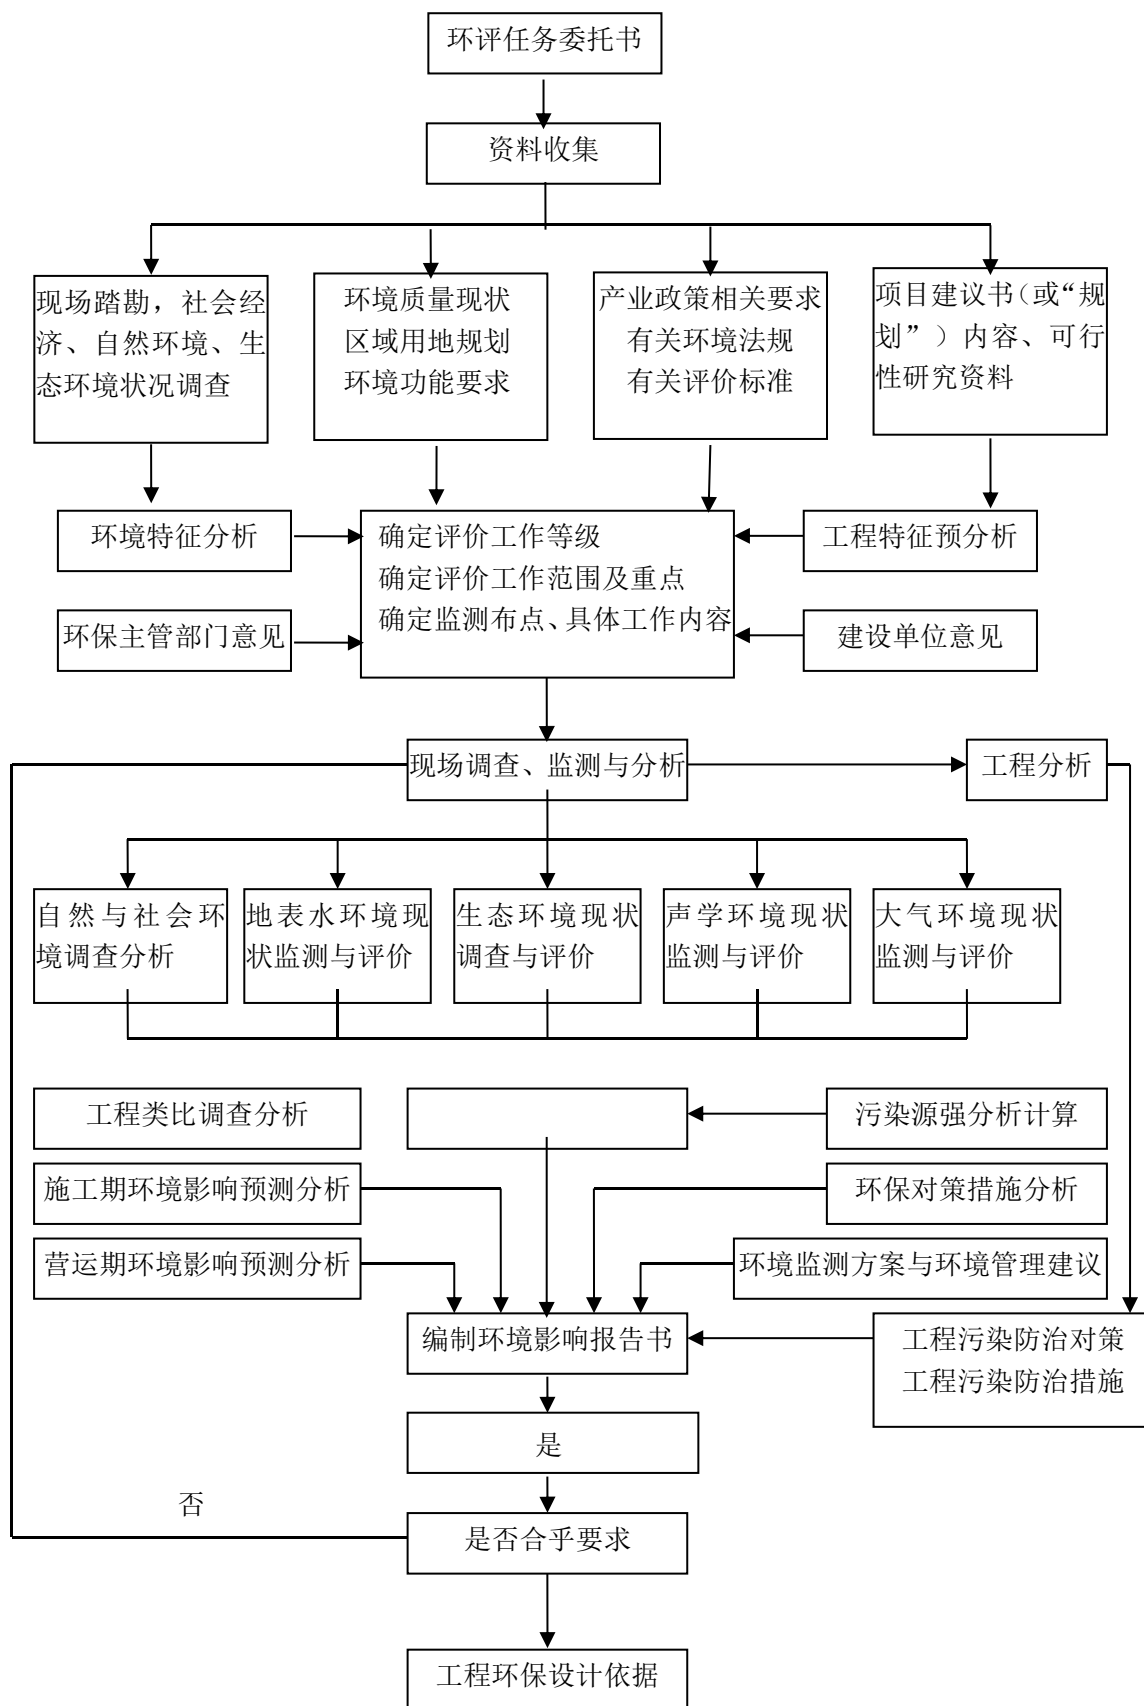 环评任务委托书
资料收集
现场踏勘，社会经
济、自然环境、生
态环境状况调查
环境质量现状
区域用地规划
环境功能要求
产业政策相关要求
有关环境法规
有关评价标准
项目建议书（或“规
划”）内容、可行
性研究资料
环境特征分析
确定评价工作等级
确定评价工作范围及重点
确定监测布点、具体工作内容
工程特征预分析
环保主管部门意见
建设单位意见
现场调查、监测与分析
工程分析
自然与社会环
境调查分析
地表水环境现
状监测与评价
生态环境现状
调查与评价
声学环境现状
监测与评价
大气环境现状
监测与评价
工程类比调查分析
污染源强分析计算
施工期环境影响预测分析
环保对策措施分析
营运期环境影响预测分析
环境监测方案与环境管理建议
编制环境影响报告书
工程污染防治对策
工程污染防治措施
是
否
是否合乎要求
工程环保设计依据